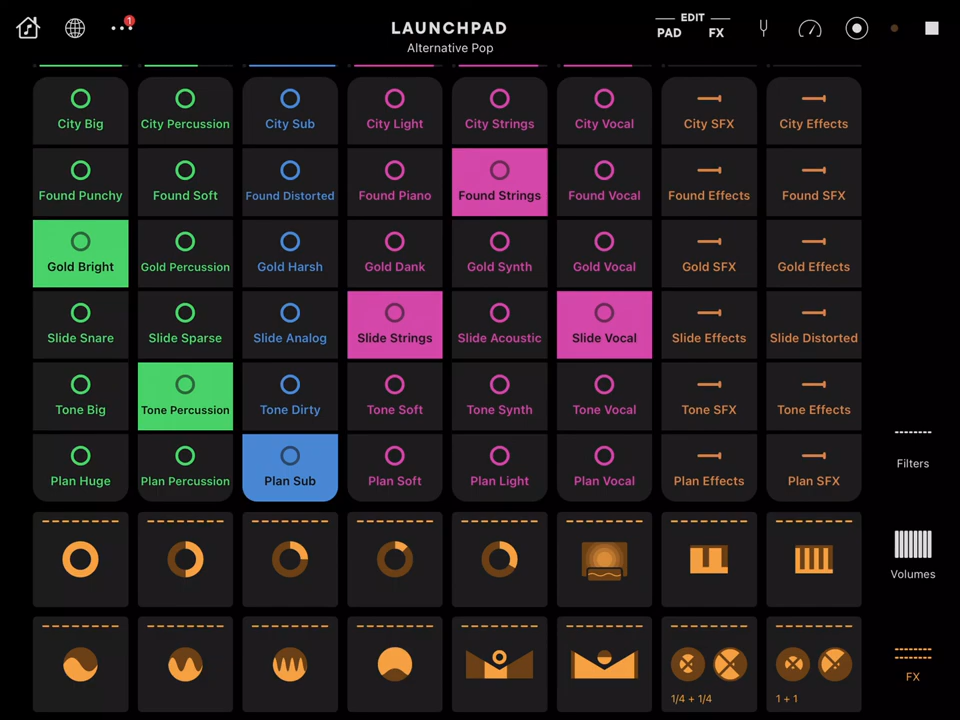 1
LAUNCHPAD
Alternative Pop
EDIT
PAD FX
City Big City Percussion City Sub City Light City Strings City Vocal City SFX City Effects
Found Punchy Found Soft Found Distorted Found Piano Found Strings Found Vocal Found Effects Found SFX
Gold Bright Gold Percussion Gold Harsh Gold Dank Gold Synth Gold Vocal Gold SFX Gold Effects
Slide Snare Slide Sparse Slide Analog Slide Strings Slide Acoustic Slide Vocal Slide Effects Slide Distorted
Tone Big Tone Percussion Tone Dirty Tone Soft Tone Synth Tone Vocal Tone SFX Tone Effects
Plan Huge Plan Percussion Plan Sub Plan Soft Plan Light Plan Vocal Plan Effects Plan SFX
Filters
Volumes
FX
1/4 + 1/4 1 + 1